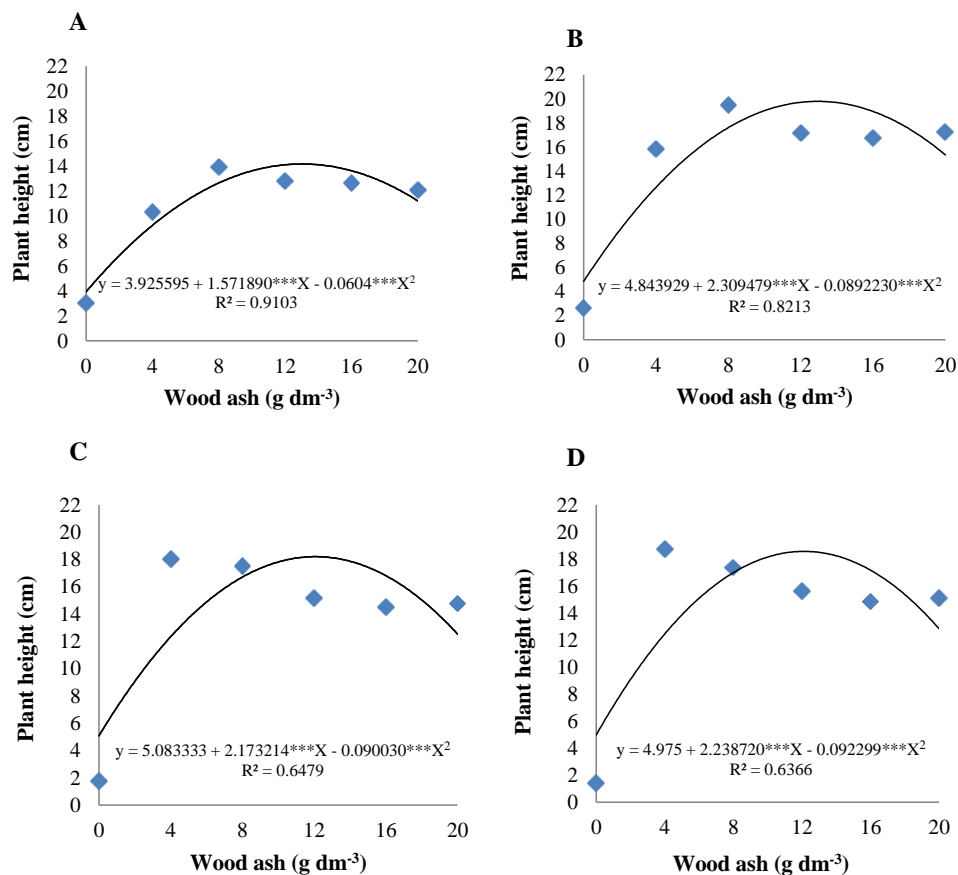 A
Plant height (cm)
22
20
18
16
14
12
10
8
6
4
2
0
y = 3.925595 + 1.571890***X - 0.0604***X²
R² = 0.9103
0 4 8 12 16 20
Wood ash (g dm⁻³)
B
Plant height (cm)
22
20
18
16
14
12
10
8
6
4
2
0
y = 4.843929 + 2.309479***X - 0.0892230***X²
R² = 0.8213
0 4 8 12 16 20
Wood ash (g dm⁻³)
C
Plant height (cm)
22
20
18
16
14
12
10
8
6
4
2
0
y = 5.083333 + 2.173214***X - 0.090030***X²
R² = 0.6479
0 4 8 12 16 20
Wood ash (g dm⁻³)
D
Plant height (cm)
22
20
18
16
14
12
10
8
6
4
2
0
y = 4.975 + 2.238720***X - 0.092299***X²
R² = 0.6366
0 4 8 12 16 20
Wood ash (g dm⁻³)